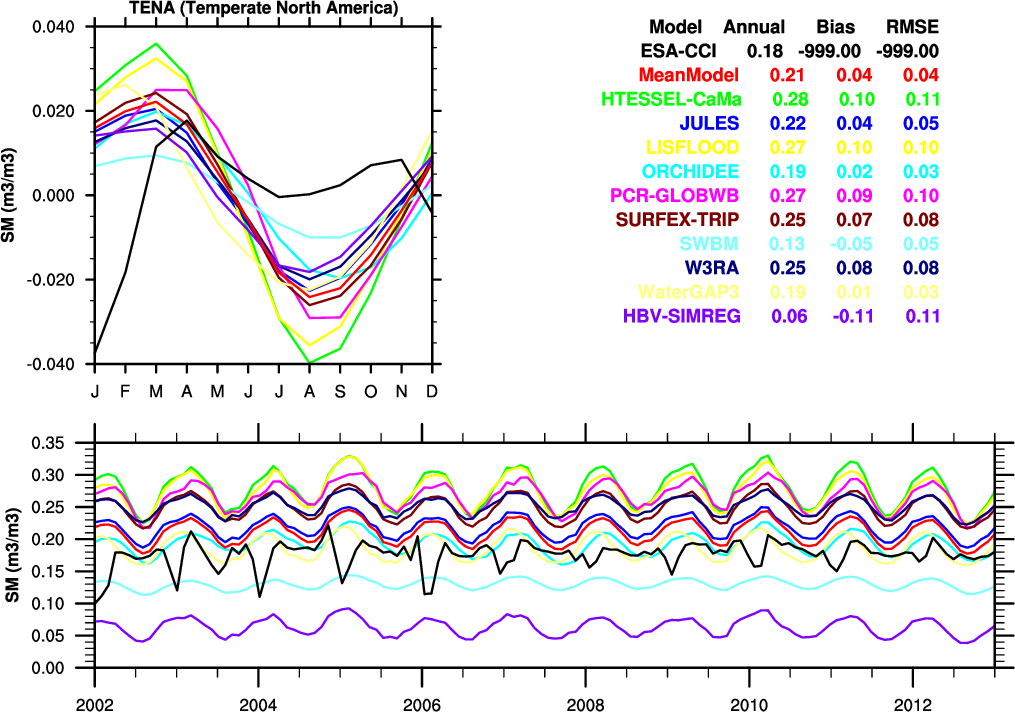 TENA (Temperate North America)
0.040
0.020
0.000
-0.020
-0.040
SM (m3/m3)
J F M A M J J A S O N D
Model Annual Bias RMSE
ESA-CCI 0.18 -999.00 -999.00
MeanModel 0.21 0.04 0.04
HTESSEL-CaMa 0.28 0.10 0.11
JULES 0.22 0.04 0.05
LISFLOOD 0.27 0.10 0.10
ORCHIDEE 0.19 0.02 0.03
PCR-GLOBWB 0.27 0.09 0.10
SURFEX-TRIP 0.25 0.07 0.08
SWBM 0.13 -0.05 0.05
W3RA 0.25 0.08 0.08
WaterGAP3 0.19 0.01 0.03
HBV-SIMREG 0.06 -0.11 0.11
0.35
0.30
0.25
0.20
0.15
0.10
0.05
0.00
SM (m3/m3)
2002 2004 2006 2008 2010 2012